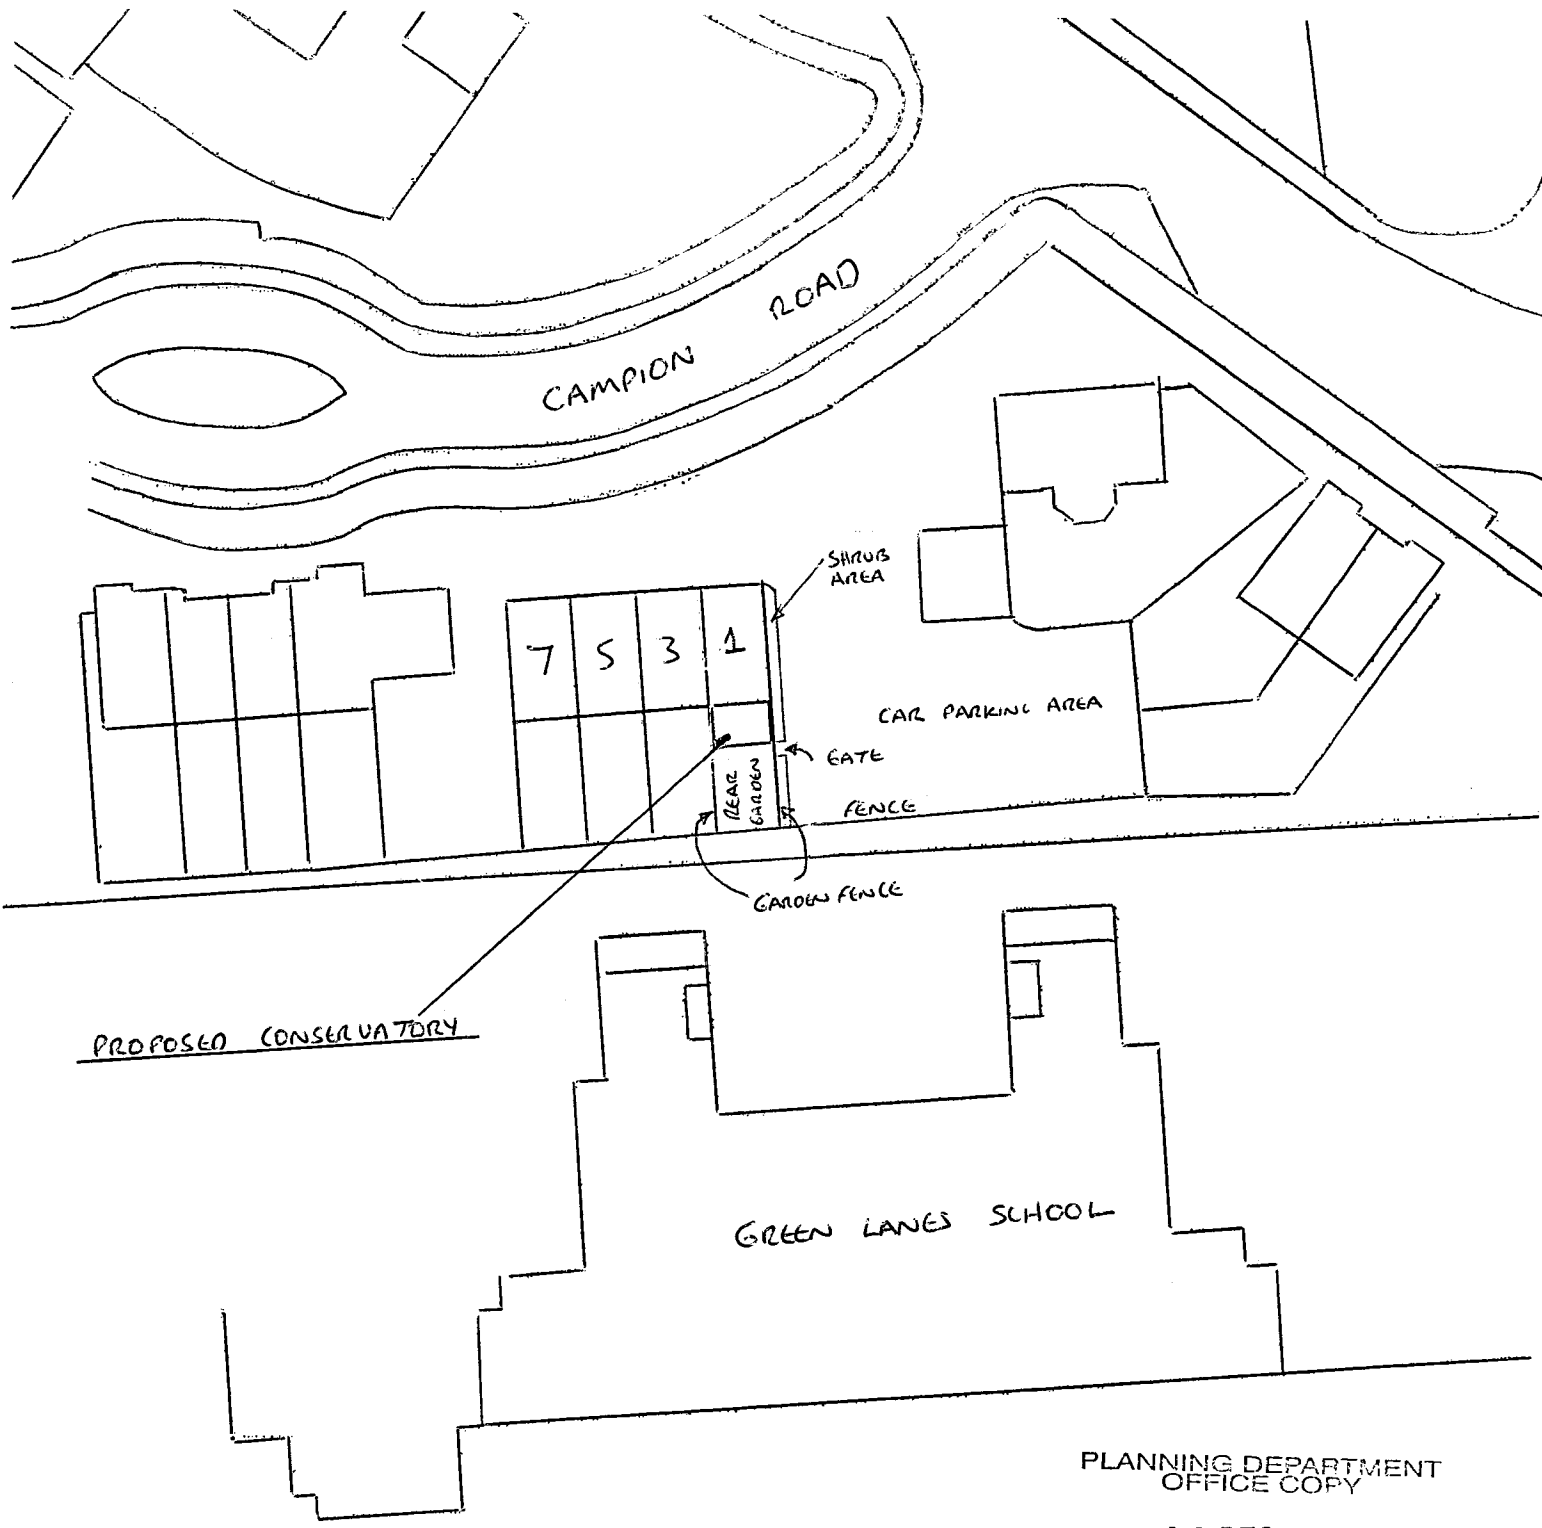 ROAD
CAMPION
SHRUB
AREA
7 5 3 1
CAR PARKING AREA
GATE
REAR
GARDEN
FENCE
GARDEN FENCE
PROPOSED CONSERVATORY
GREEN LANES SCHOOL
PLANNING DEPARTMENT
OFFICE COPY